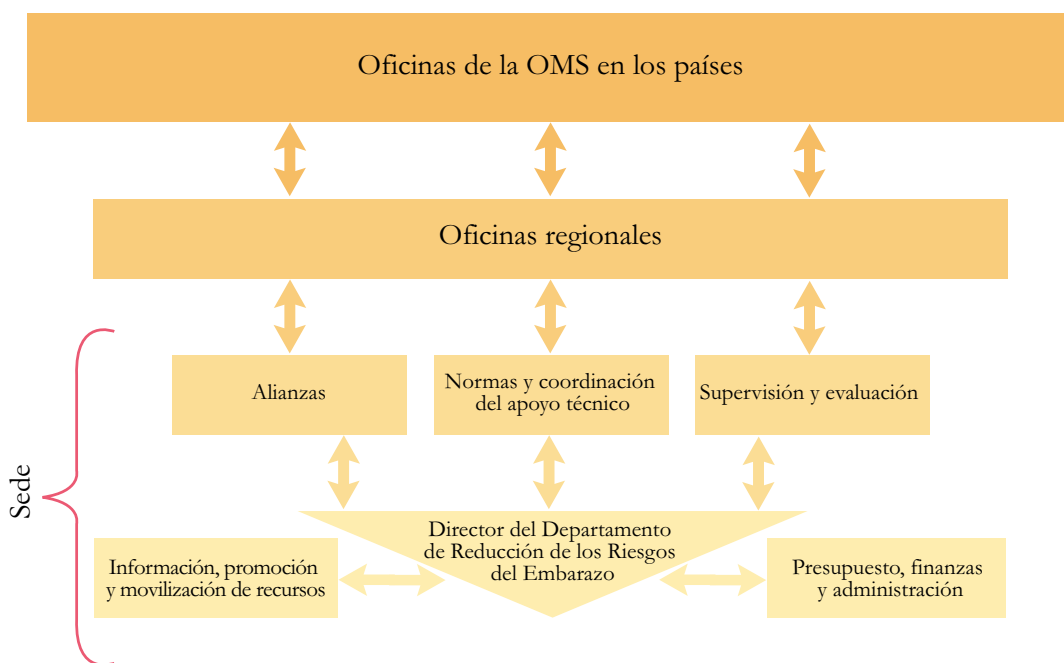 Oficinas de la OMS en los países
Oficinas regionales
Alianzas
Normas y coordinación
del apoyo técnico
Supervisión y evaluación
Sede
Director del Departamento
de Reducción de los Riesgos
del Embarazo
Información, promoción
y movilización de recursos
Presupuesto, finanzas
y administración